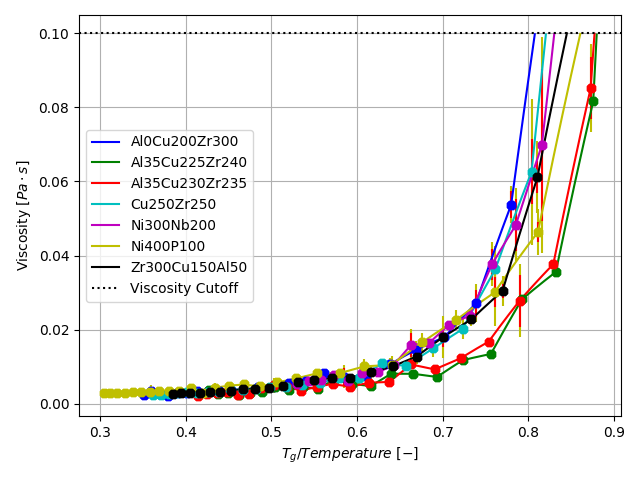 0.10
0.08
0.06
0.04
0.02
0.00
Viscosity [Pa · s]
Al0Cu200Zr300
Al35Cu225Zr240
Al35Cu230Zr235
Cu250Zr250
Ni300Nb200
Ni400P100
Zr300Cu150Al50
Viscosity Cutoff
0.3 0.4 0.5 0.6 0.7 0.8 0.9
T_g/Temperature [−]